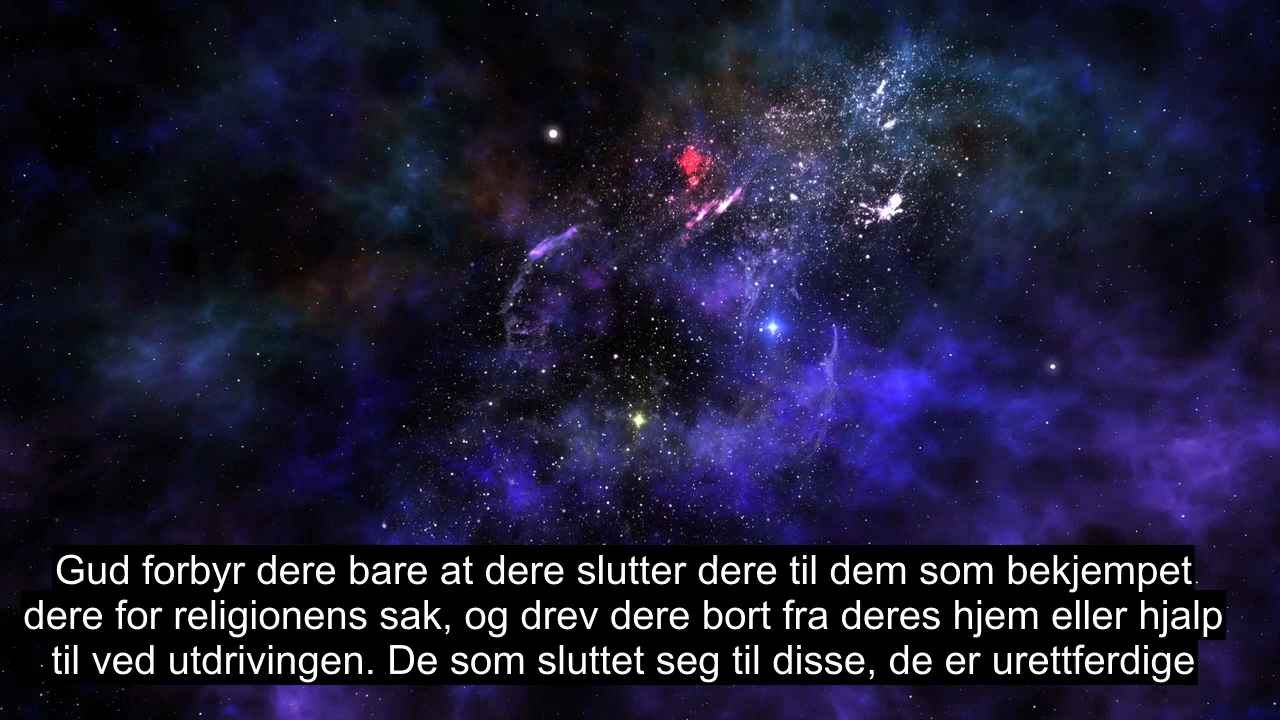 Gud forbyr dere bare at dere slutter dere til dem som bekjempet
dere for religionens sak, og drev dere bort fra deres hjem eller hjalp
til ved utdrivingen. De som sluttet seg til disse, de er urettferdige